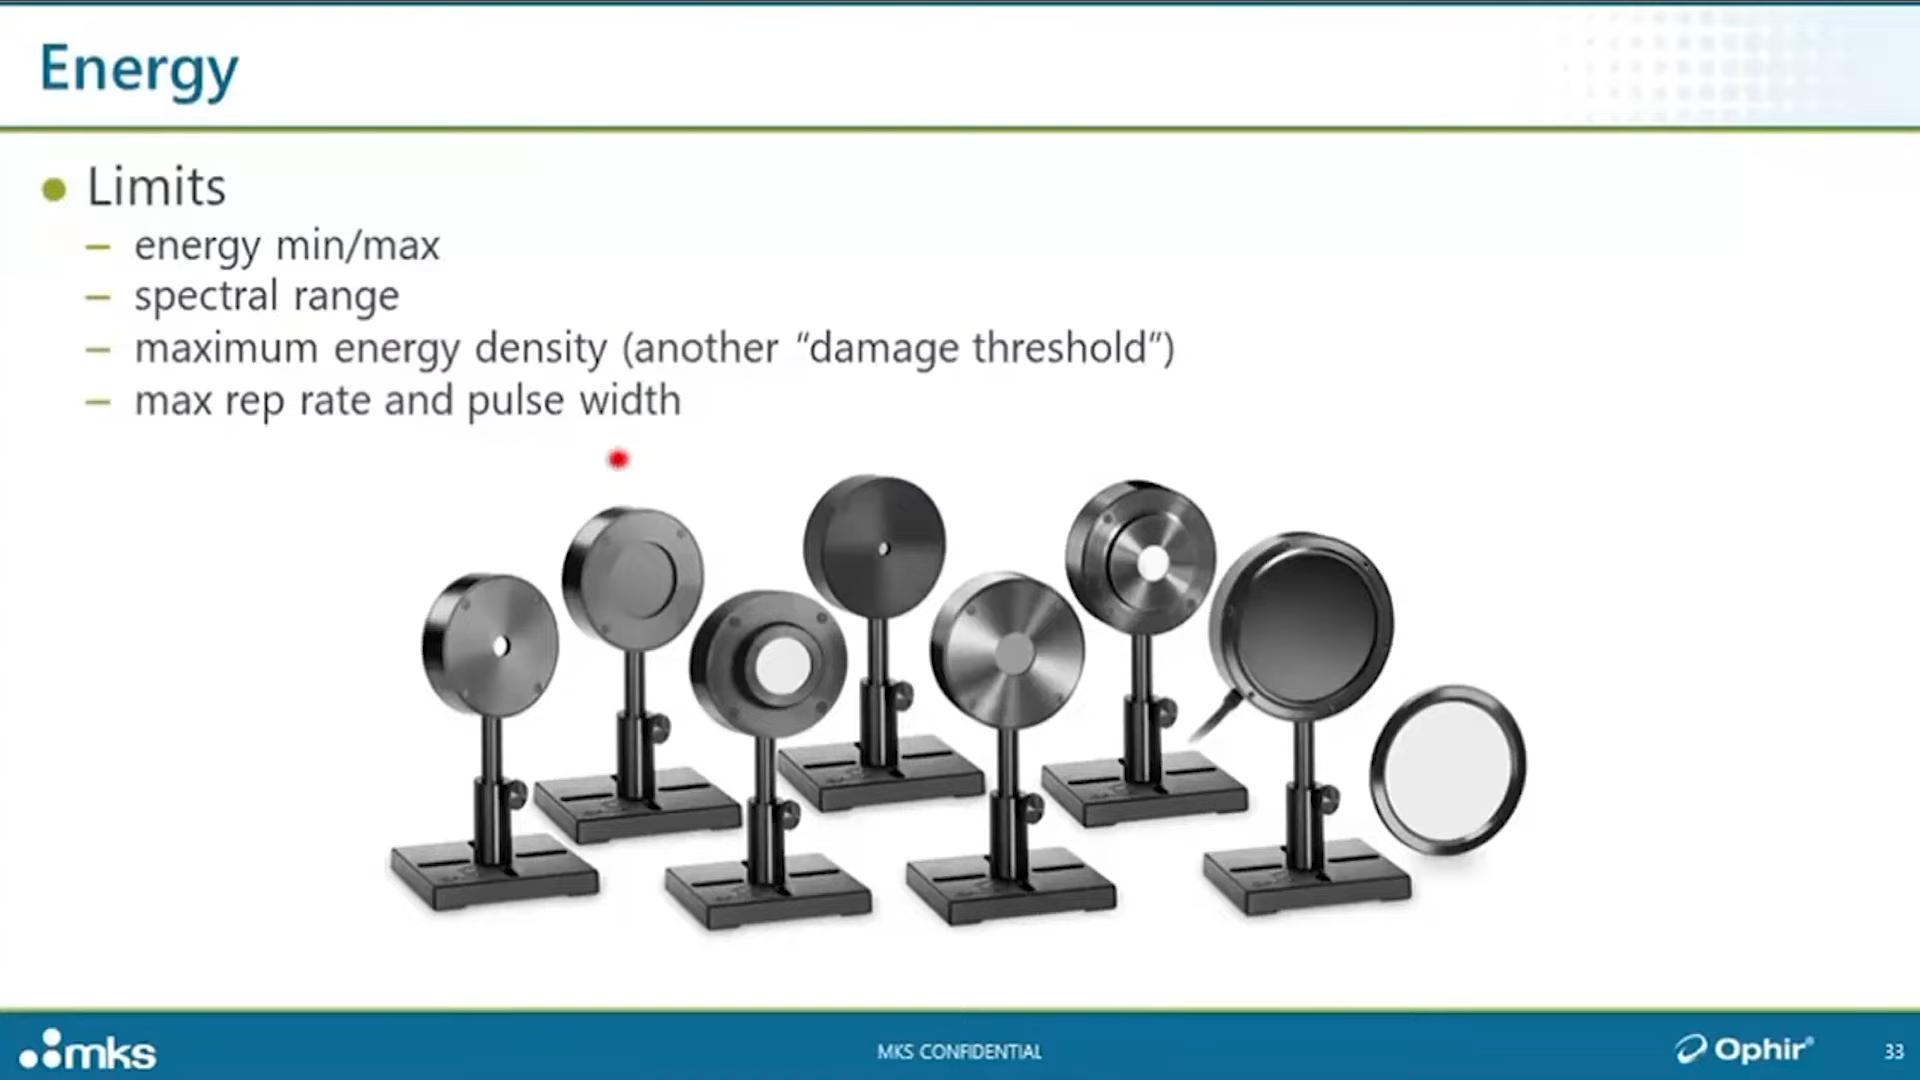 Energy
Limits
– energy min/max
– spectral range
– maximum energy density (another “damage threshold”)
– max rep rate and pulse width
mks
MKS CONFIDENTIAL
Ophir®
33